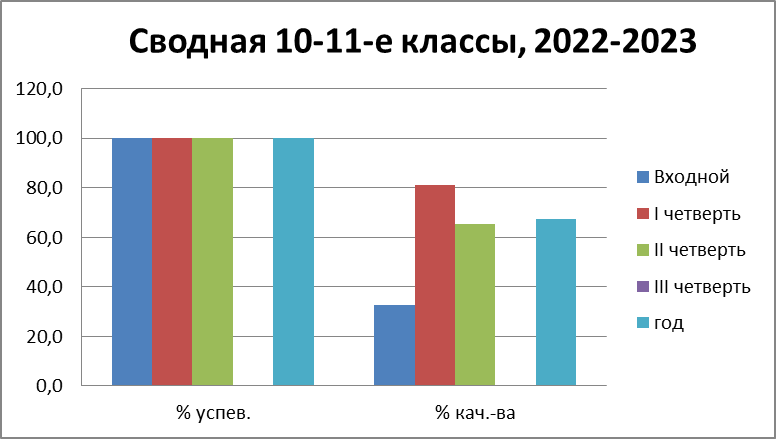 Сводная 10-11-е классы, 2022-2023
120,0
100,0
80,0
60,0
40,0
20,0
0,0
% успев.
% кач.-ва
Входной
I четверть
II четверть
III четверть
год